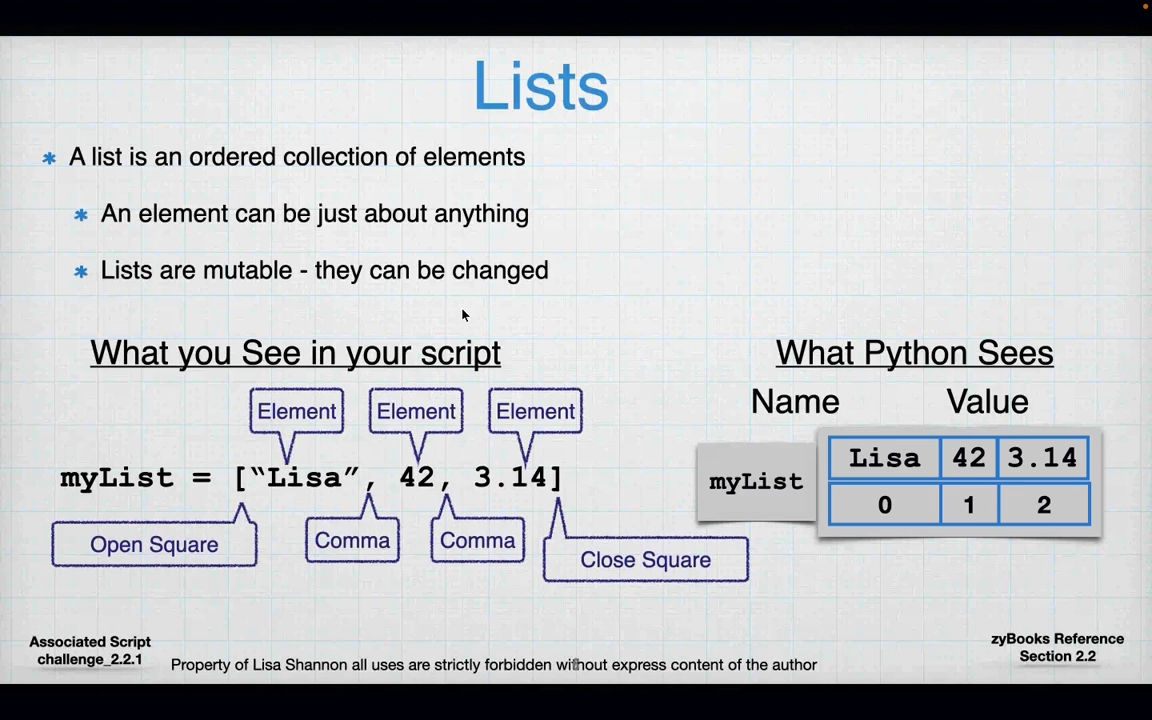 Lists
* A list is an ordered collection of elements
* An element can be just about anything
* Lists are mutable - they can be changed
What you See in your script
Element Element Element
myList = [“Lisa”, 42, 3.14]
Open Square Comma Comma Close Square
What Python Sees
Name Value
myList
Lisa 42 3.14
0 1 2
Associated Script
challenge_2.2.1
Property of Lisa Shannon all uses are strictly forbidden without express content of the author
zyBooks Reference
Section 2.2